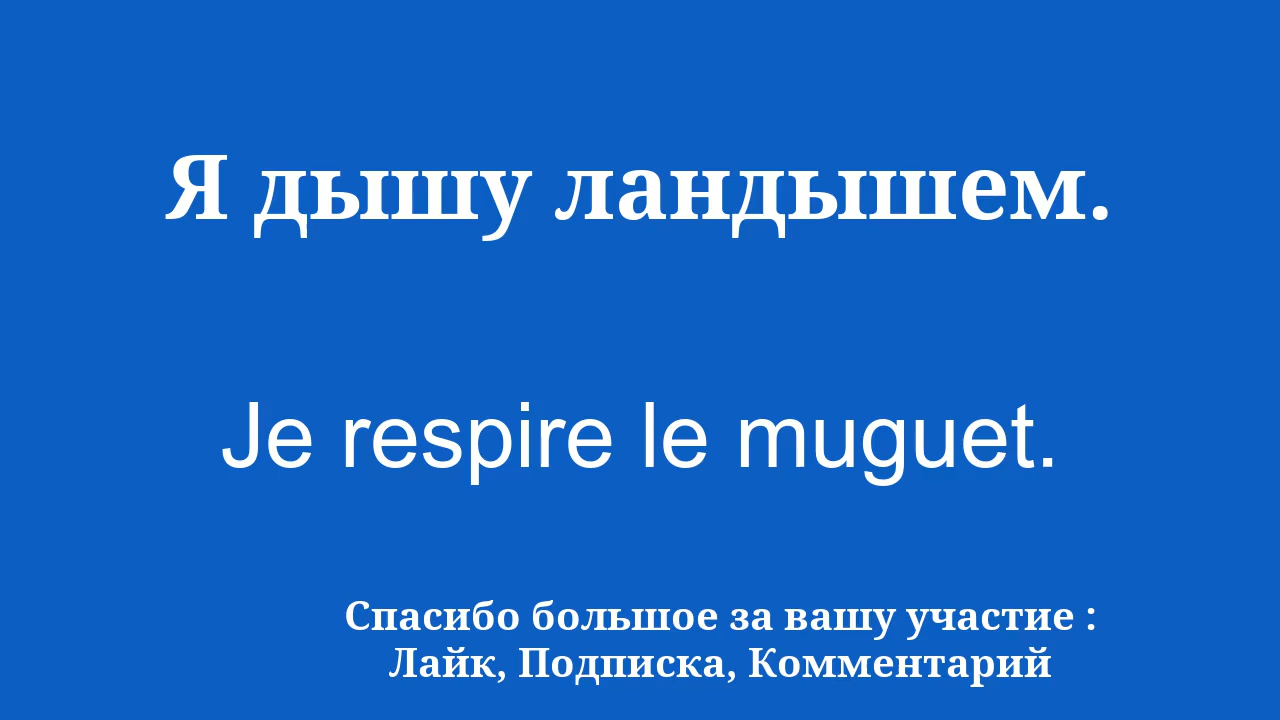 Я дышу ландышем.
Je respire le muguet.
Спасибо большое за вашу участие :
Лайк, Подписка, Комментарий